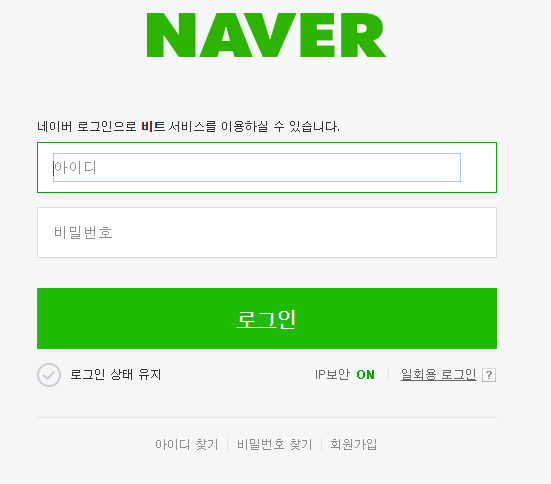 NAVER
네이버 로그인으로 비트 서비스를 이용하실 수 있습니다.
아이디
비밀번호
로그인
로그인 상태 유지 IP보안 ON 일회용 로그인 ?
아이디 찾기 비밀번호 찾기 회원가입